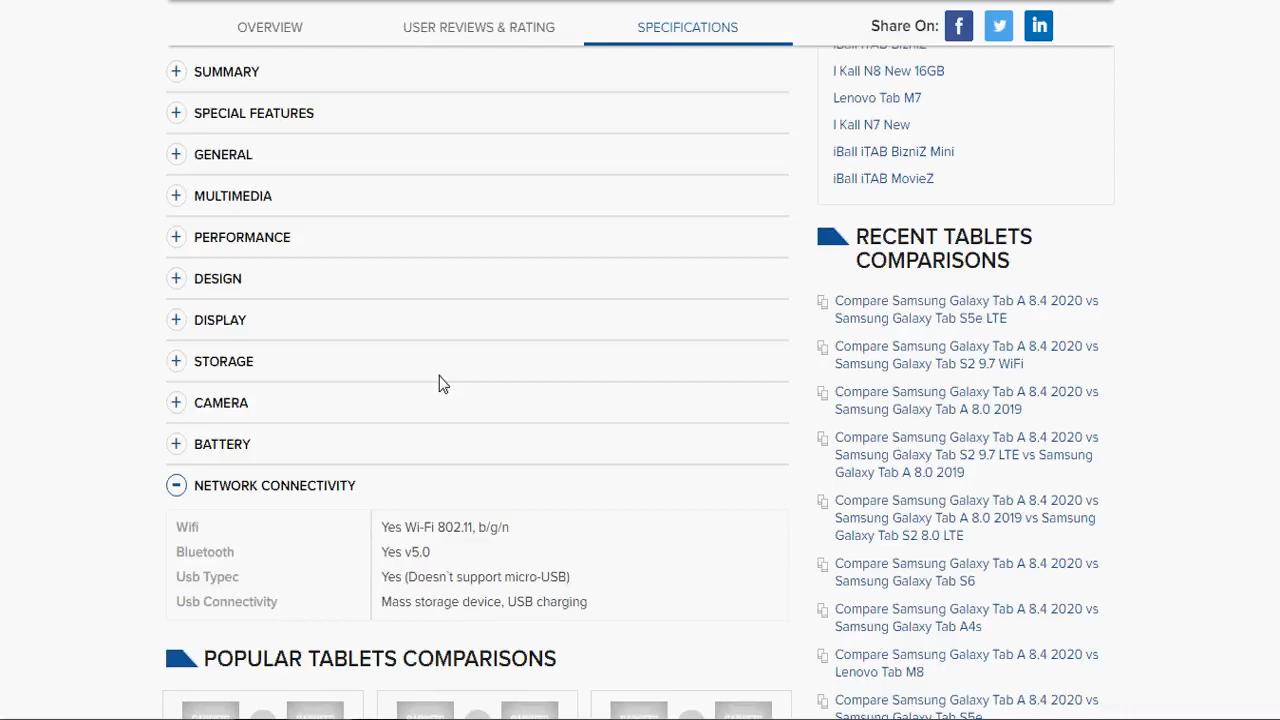 OVERVIEW
USER REVIEWS & RATING
SPECIFICATIONS
Share On:
SUMMARY
SPECIAL FEATURES
GENERAL
MULTIMEDIA
PERFORMANCE
DESIGN
DISPLAY
STORAGE
CAMERA
BATTERY
NETWORK CONNECTIVITY
Wifi Yes Wi-Fi 802.11, b/g/n
Bluetooth Yes v5.0
Usb Typec Yes (Doesn`t support micro-USB)
Usb Connectivity Mass storage device, USB charging
POPULAR TABLETS COMPARISONS
iBall iTAB BizniZ
I Kall N8 New 16GB
Lenovo Tab M7
I Kall N7 New
iBall iTAB BizniZ Mini
iBall iTAB MovieZ
RECENT TABLETS
COMPARISONS
Compare Samsung Galaxy Tab A 8.4 2020 vs
Samsung Galaxy Tab S5e LTE
Compare Samsung Galaxy Tab A 8.4 2020 vs
Samsung Galaxy Tab S2 9.7 WiFi
Compare Samsung Galaxy Tab A 8.4 2020 vs
Samsung Galaxy Tab A 8.0 2019
Compare Samsung Galaxy Tab A 8.4 2020 vs
Samsung Galaxy Tab S2 9.7 LTE vs Samsung
Galaxy Tab A 8.0 2019
Compare Samsung Galaxy Tab A 8.4 2020 vs
Samsung Galaxy Tab A 8.0 2019 vs Samsung
Galaxy Tab S2 8.0 LTE
Compare Samsung Galaxy Tab A 8.4 2020 vs
Samsung Galaxy Tab S6
Compare Samsung Galaxy Tab A 8.4 2020 vs
Samsung Galaxy Tab A4s
Compare Samsung Galaxy Tab A 8.4 2020 vs
Lenovo Tab M8
Compare Samsung Galaxy Tab A 8.4 2020 vs
Samsung Galaxy Tab S5e